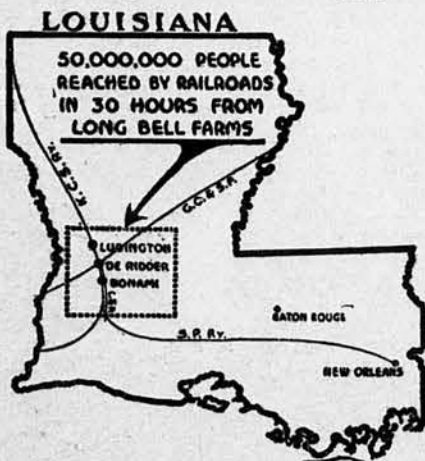 LOUISIANA
50,000,000 PEOPLE
REACHED BY RAILROADS
IN 30 HOURS FROM
LONG BELL FARMS
K.C.S.RY.
G.C.&S.F.
LUDINGTON
DE RIDDER
BONAMI
BATON ROUGE
S.P. RY.
NEW ORLEANS